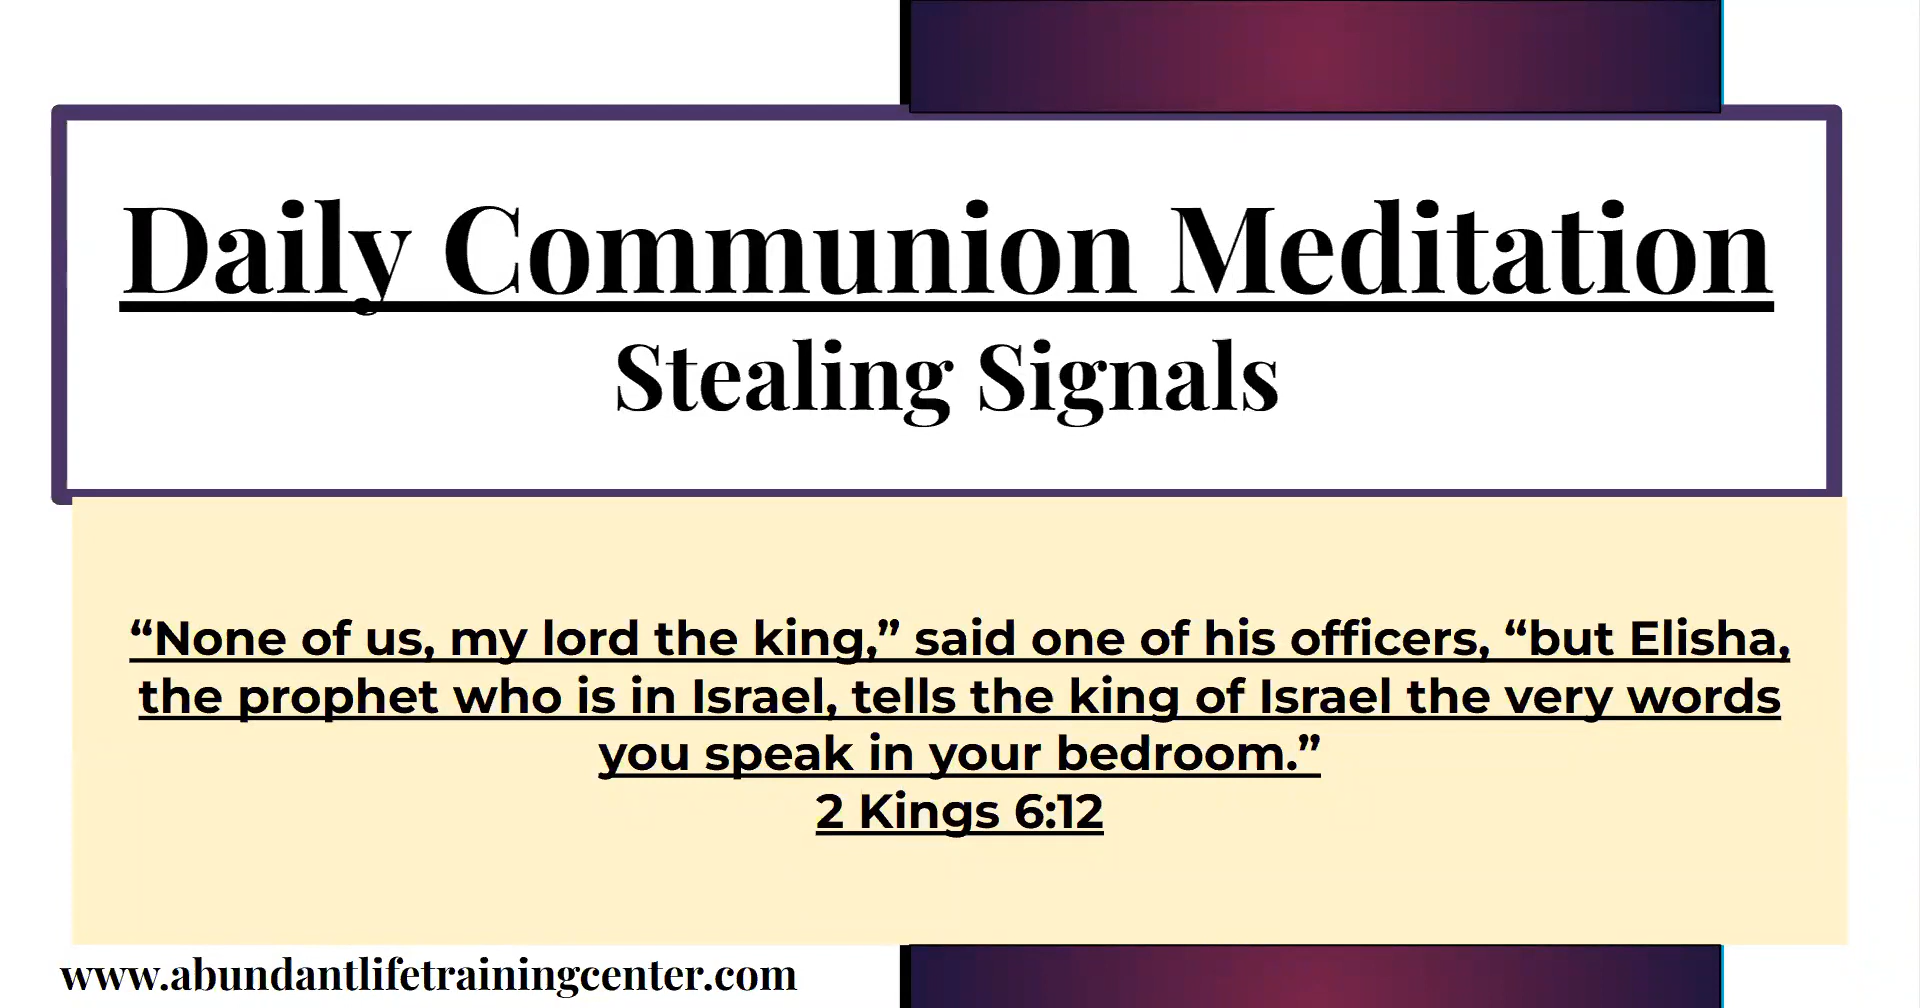 Daily Communion Meditation
Stealing Signals
“None of us, my lord the king,” said one of his officers, “but Elisha,
the prophet who is in Israel, tells the king of Israel the very words
you speak in your bedroom.”
2 Kings 6:12
www.abundantlifetrainingcenter.com